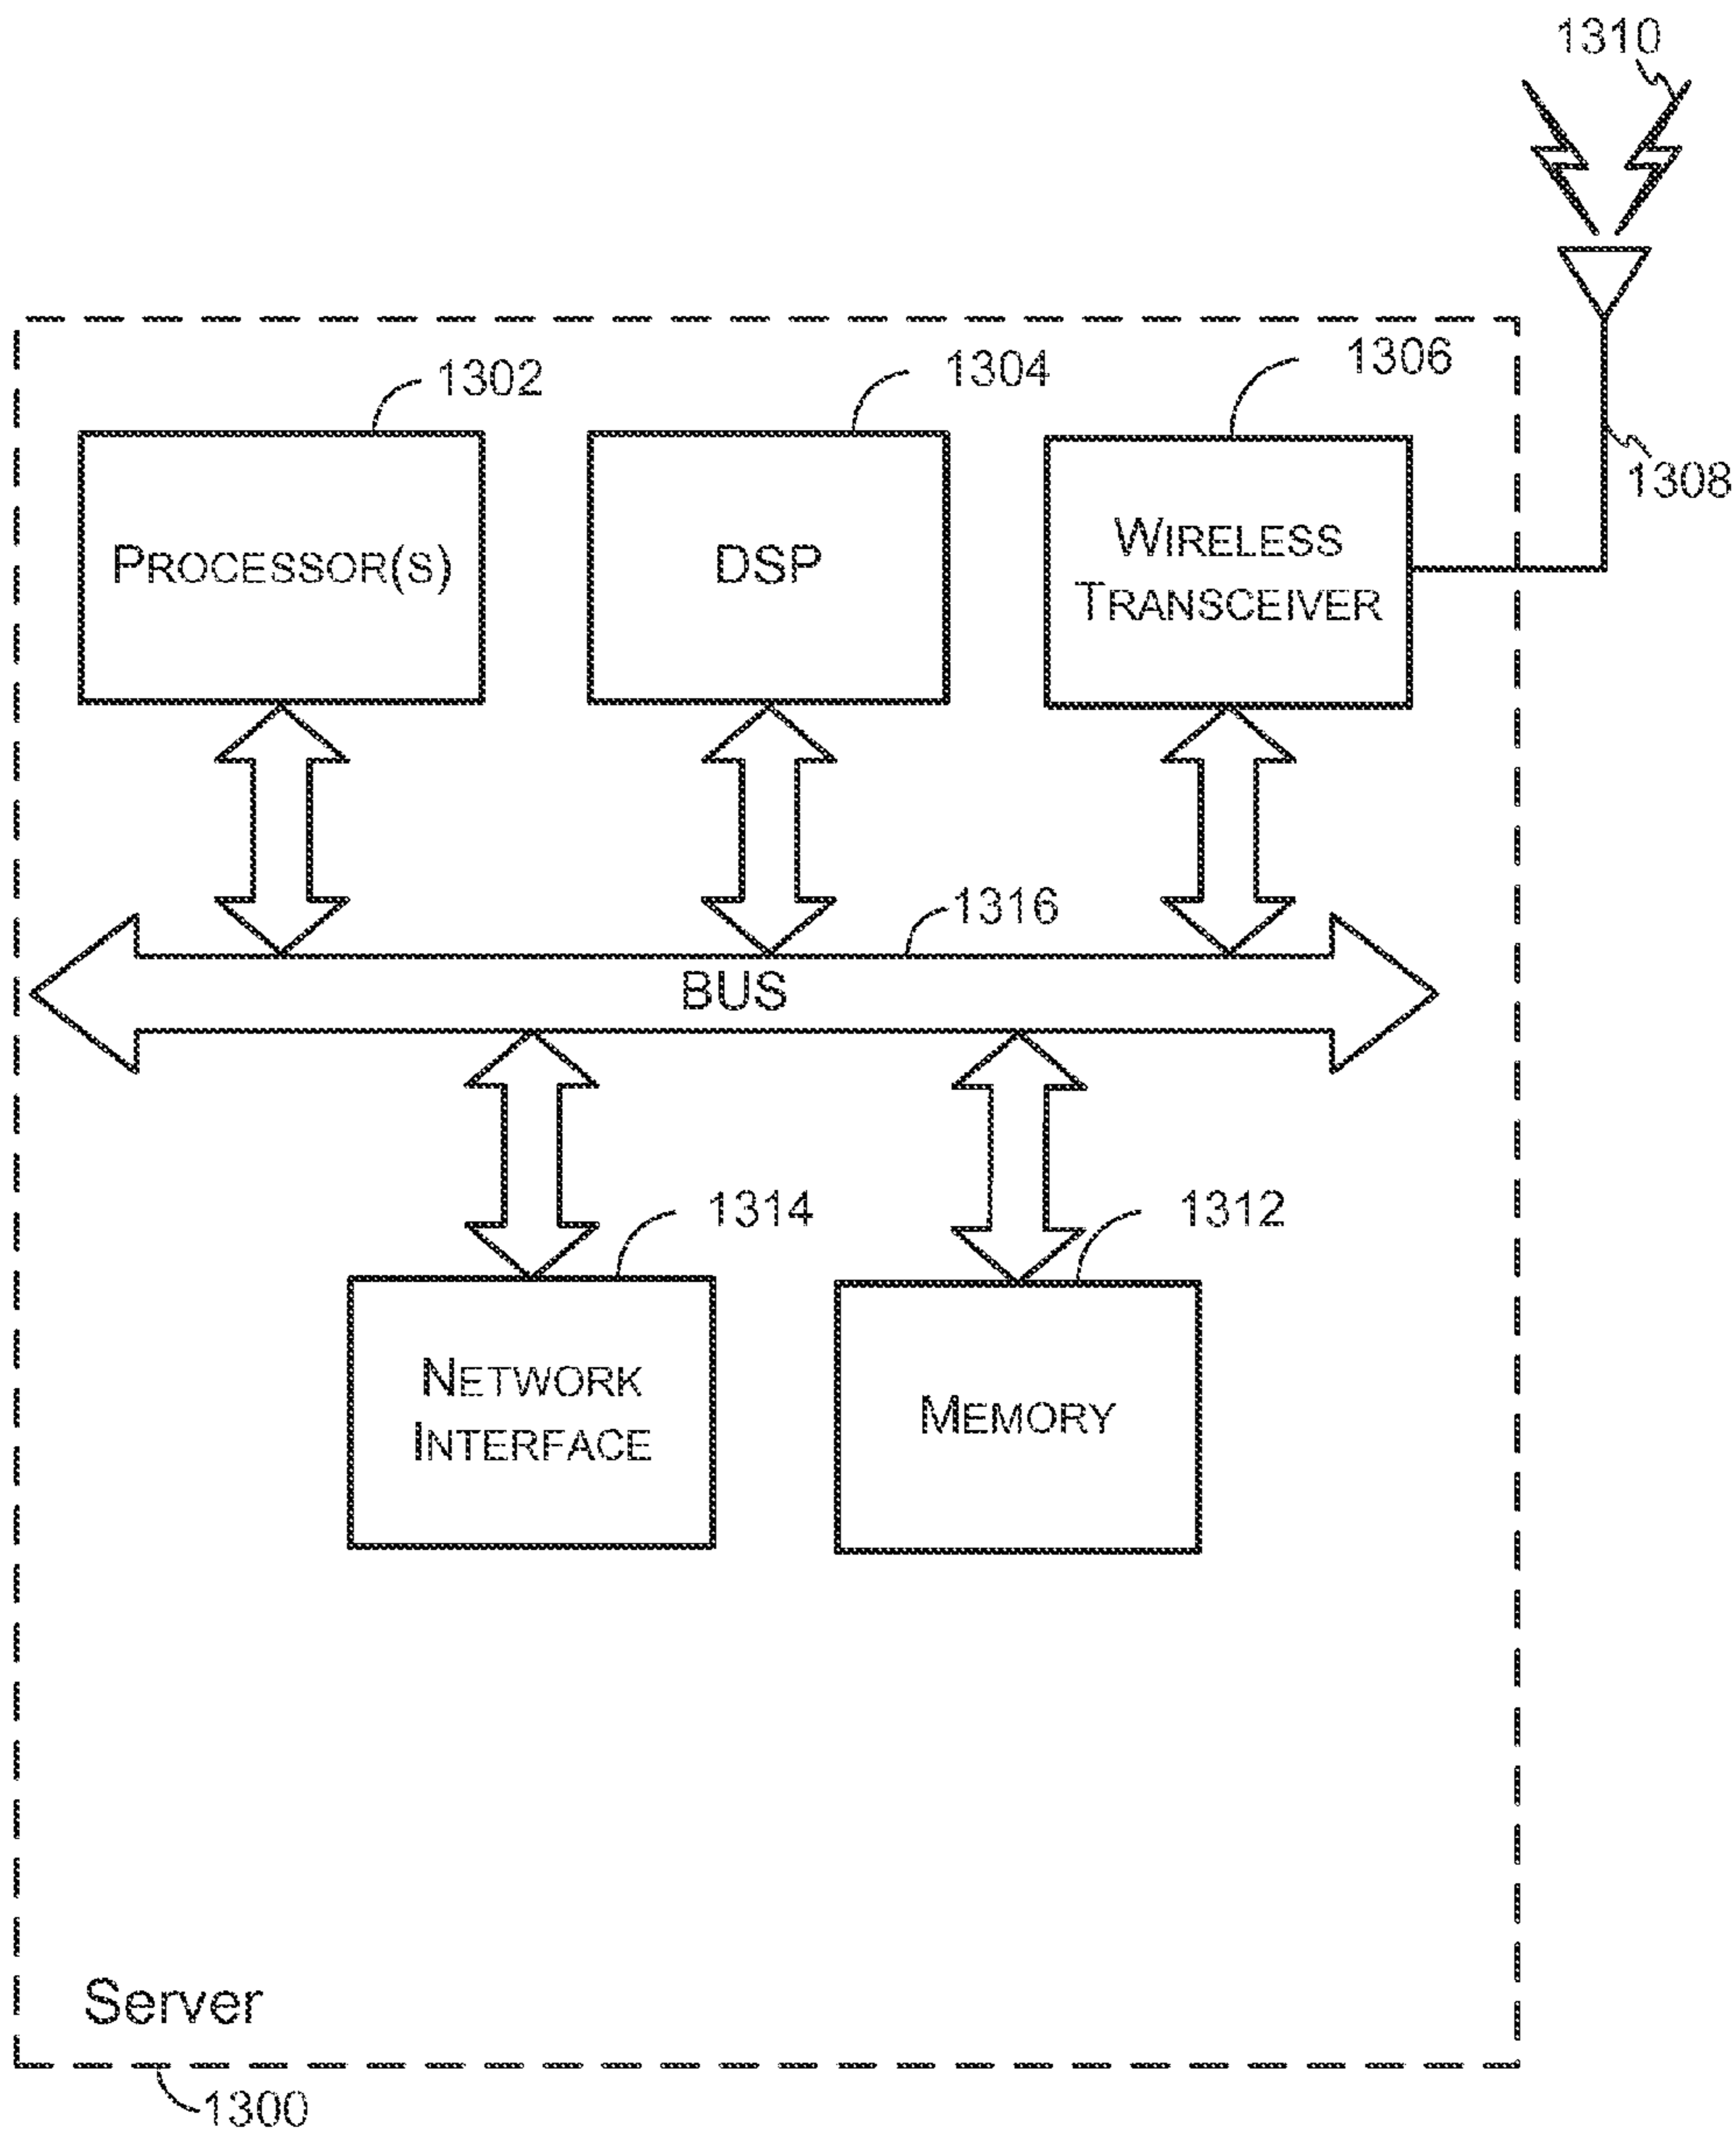 1310
1302
1304
1306
1308
PROCESSOR(S)
DSP
WIRELESS
TRANSCEIVER
1316
BUS
1314
1312
NETWORK
INTERFACE
MEMORY
Server
1300